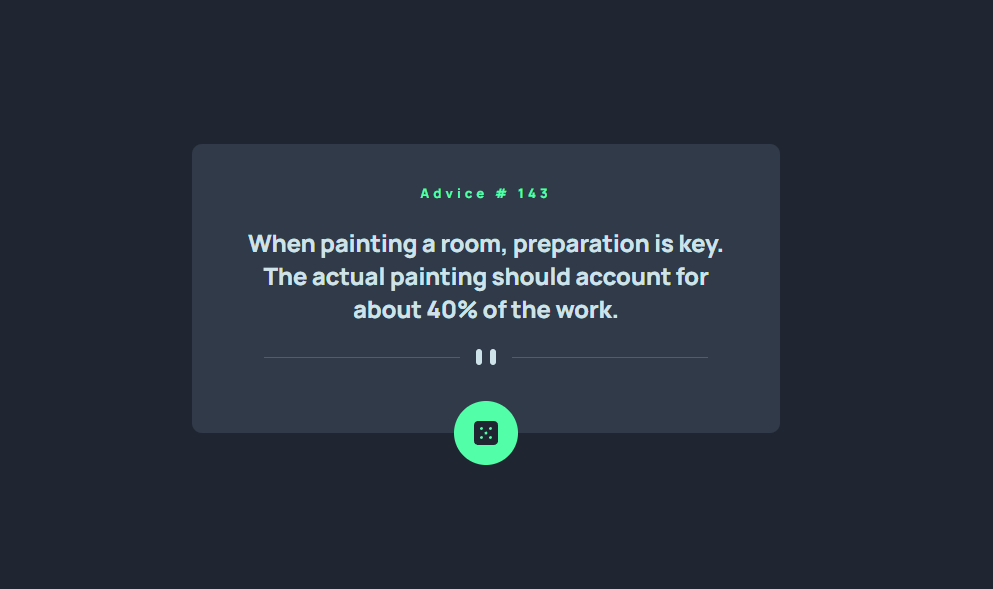 Advice # 143
When painting a room, preparation is key.
The actual painting should account for
about 40% of the work.